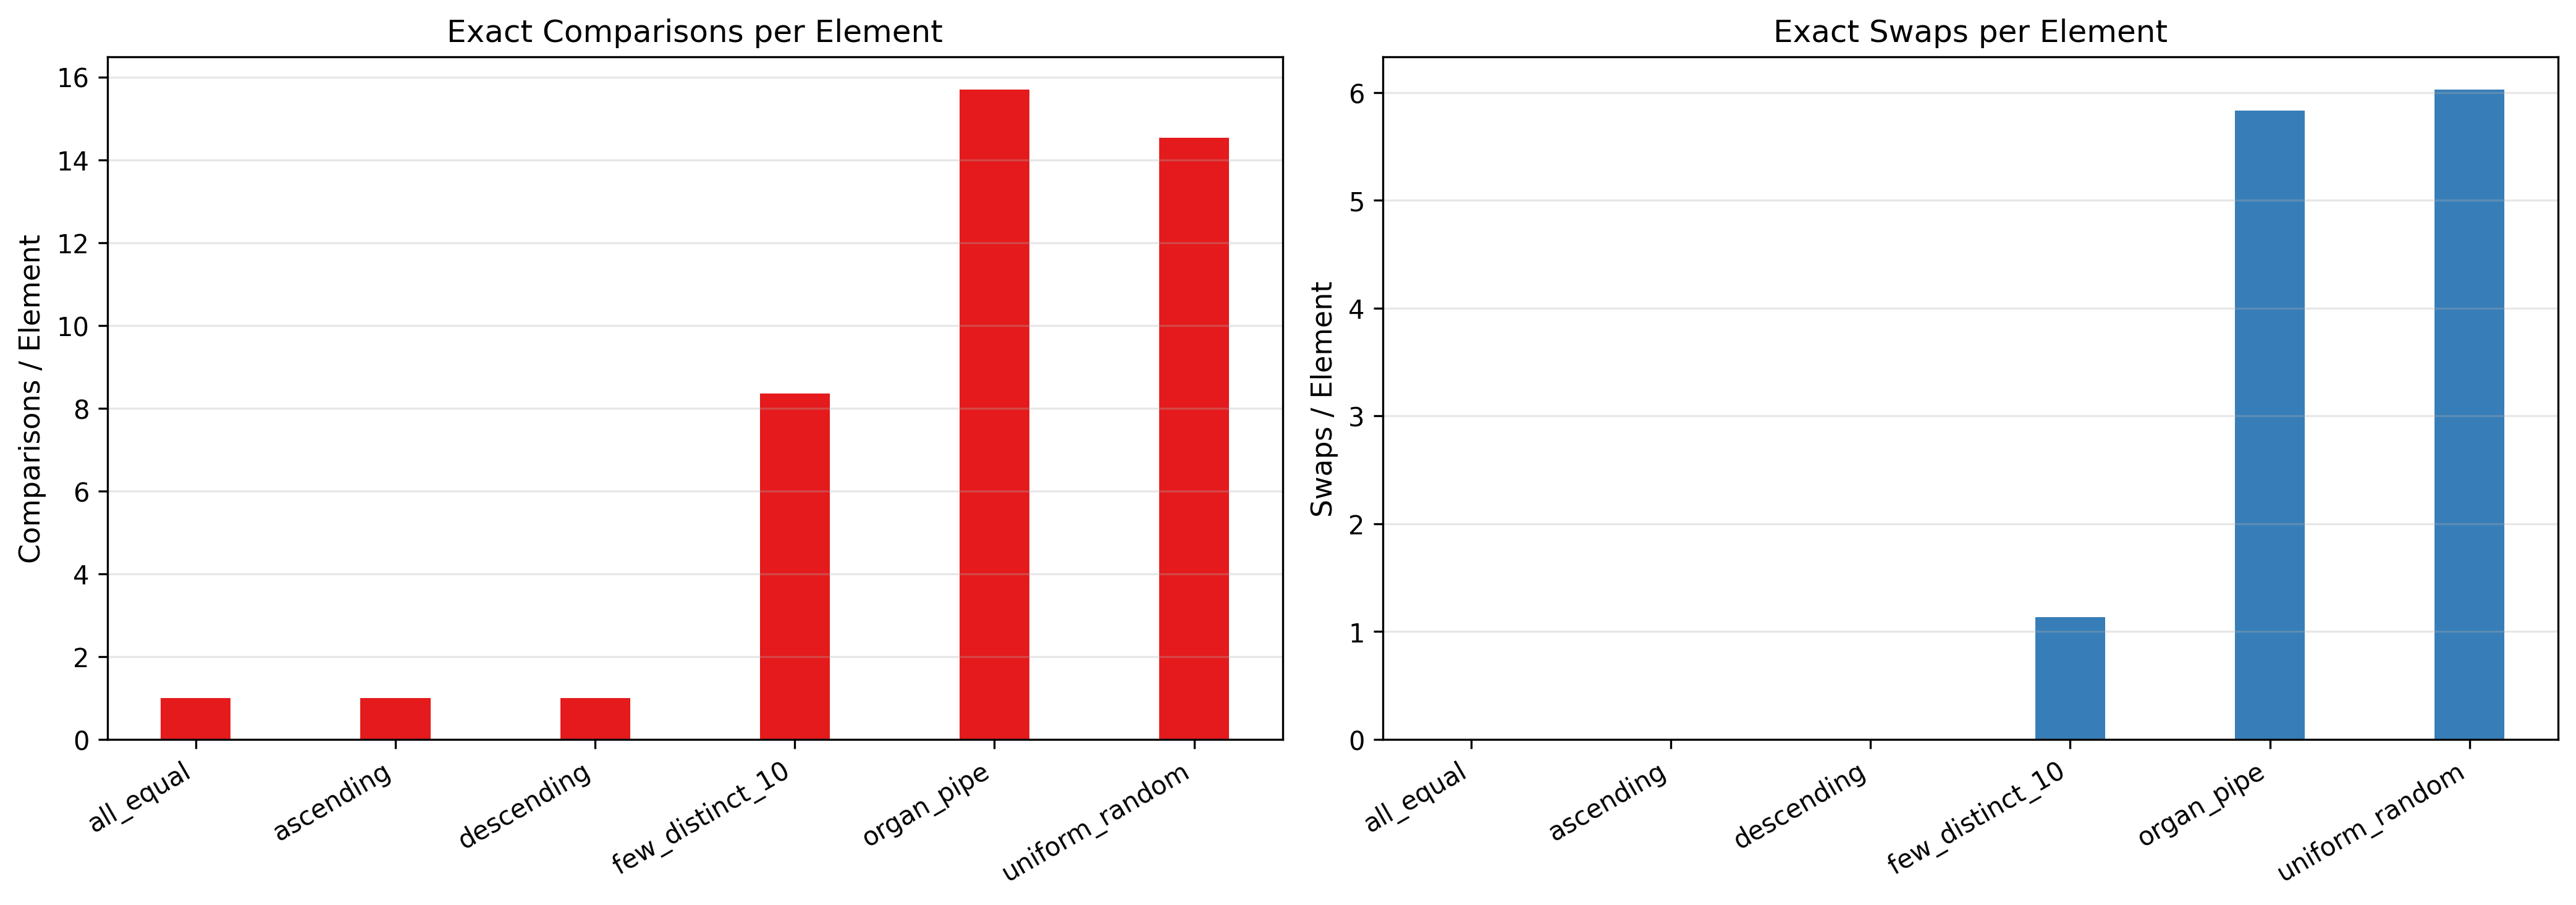 Exact Comparisons per Element
Comparisons / Element
16
14
12
10
8
6
4
2
0
all_equal
ascending
descending
few_distinct_10
organ_pipe
uniform_random
Exact Swaps per Element
Swaps / Element
6
5
4
3
2
1
0
all_equal
ascending
descending
few_distinct_10
organ_pipe
uniform_random